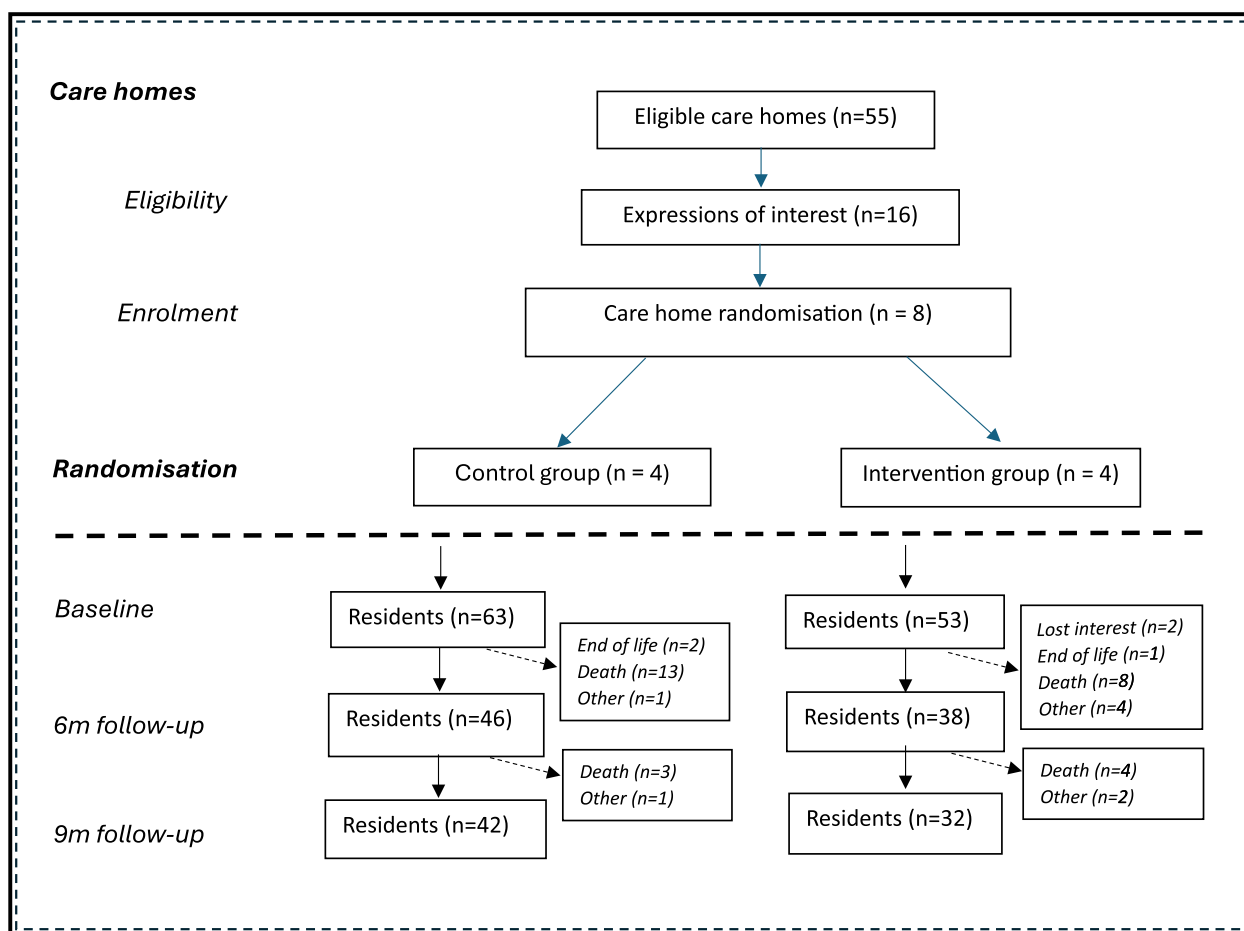 Care homes
Eligible care homes (n=55)
Eligibility
Expressions of interest (n=16)
Enrolment
Care home randomisation (n = 8)
Randomisation
Control group (n = 4)
Intervention group (n = 4)
Baseline
Residents (n=63)
End of life (n=2)
Death (n=13)
Other (n=1)
Residents (n=53)
Lost interest (n=2)
End of life (n=1)
Death (n=8)
Other (n=4)
6m follow-up
Residents (n=46)
Death (n=3)
Other (n=1)
Residents (n=38)
Death (n=4)
Other (n=2)
9m follow-up
Residents (n=42)
Residents (n=32)